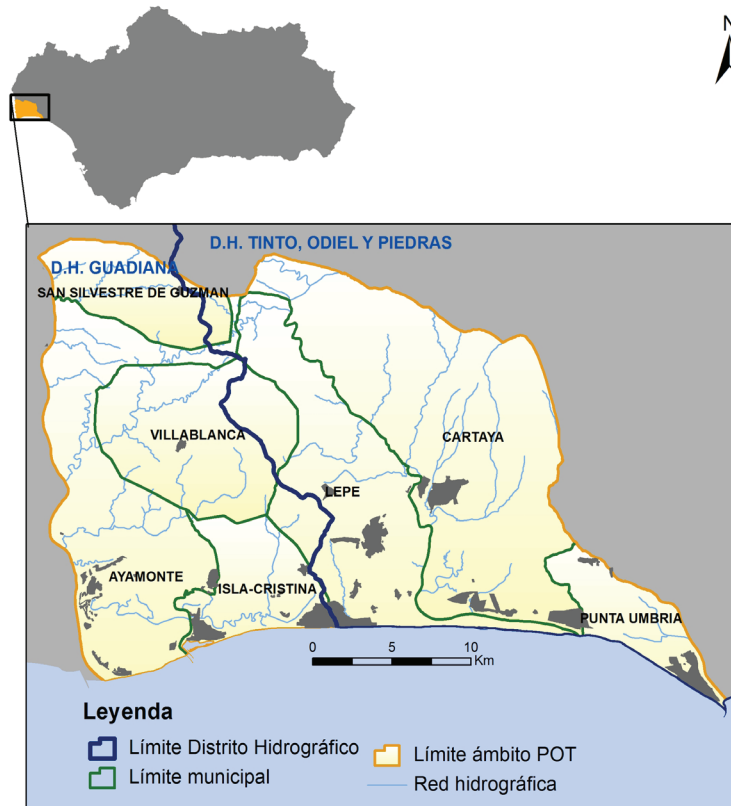 N
D.H. TINTO, ODIEL Y PIEDRAS
D.H. GUADIANA
SAN SILVESTRE DE GUZMAN
VILLABLANCA
CARTAYA
LEPE
AYAMONTE
ISLA-CRISTINA
PUNTA UMBRIA
0 5 10
Km
Leyenda
Límite Distrito Hidrográfico
Límite municipal
Límite ámbito POT
Red hidrográfica